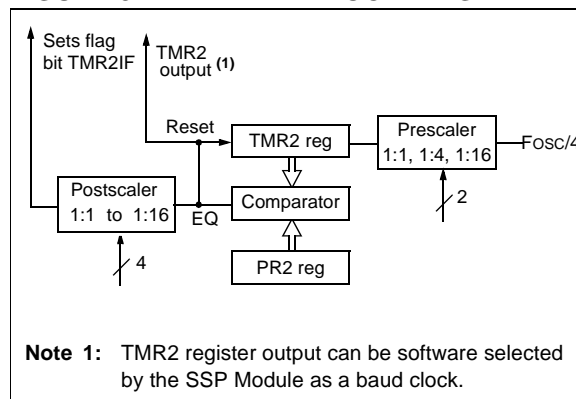 Sets flag
bit TMR2IF
TMR2
output (1)
Reset
TMR2 reg
Prescaler
1:1, 1:4, 1:16
FOSC/4
2
Postscaler
1:1 to 1:16
EQ
Comparator
4
PR2 reg
Note 1: TMR2 register output can be software selected
by the SSP Module as a baud clock.